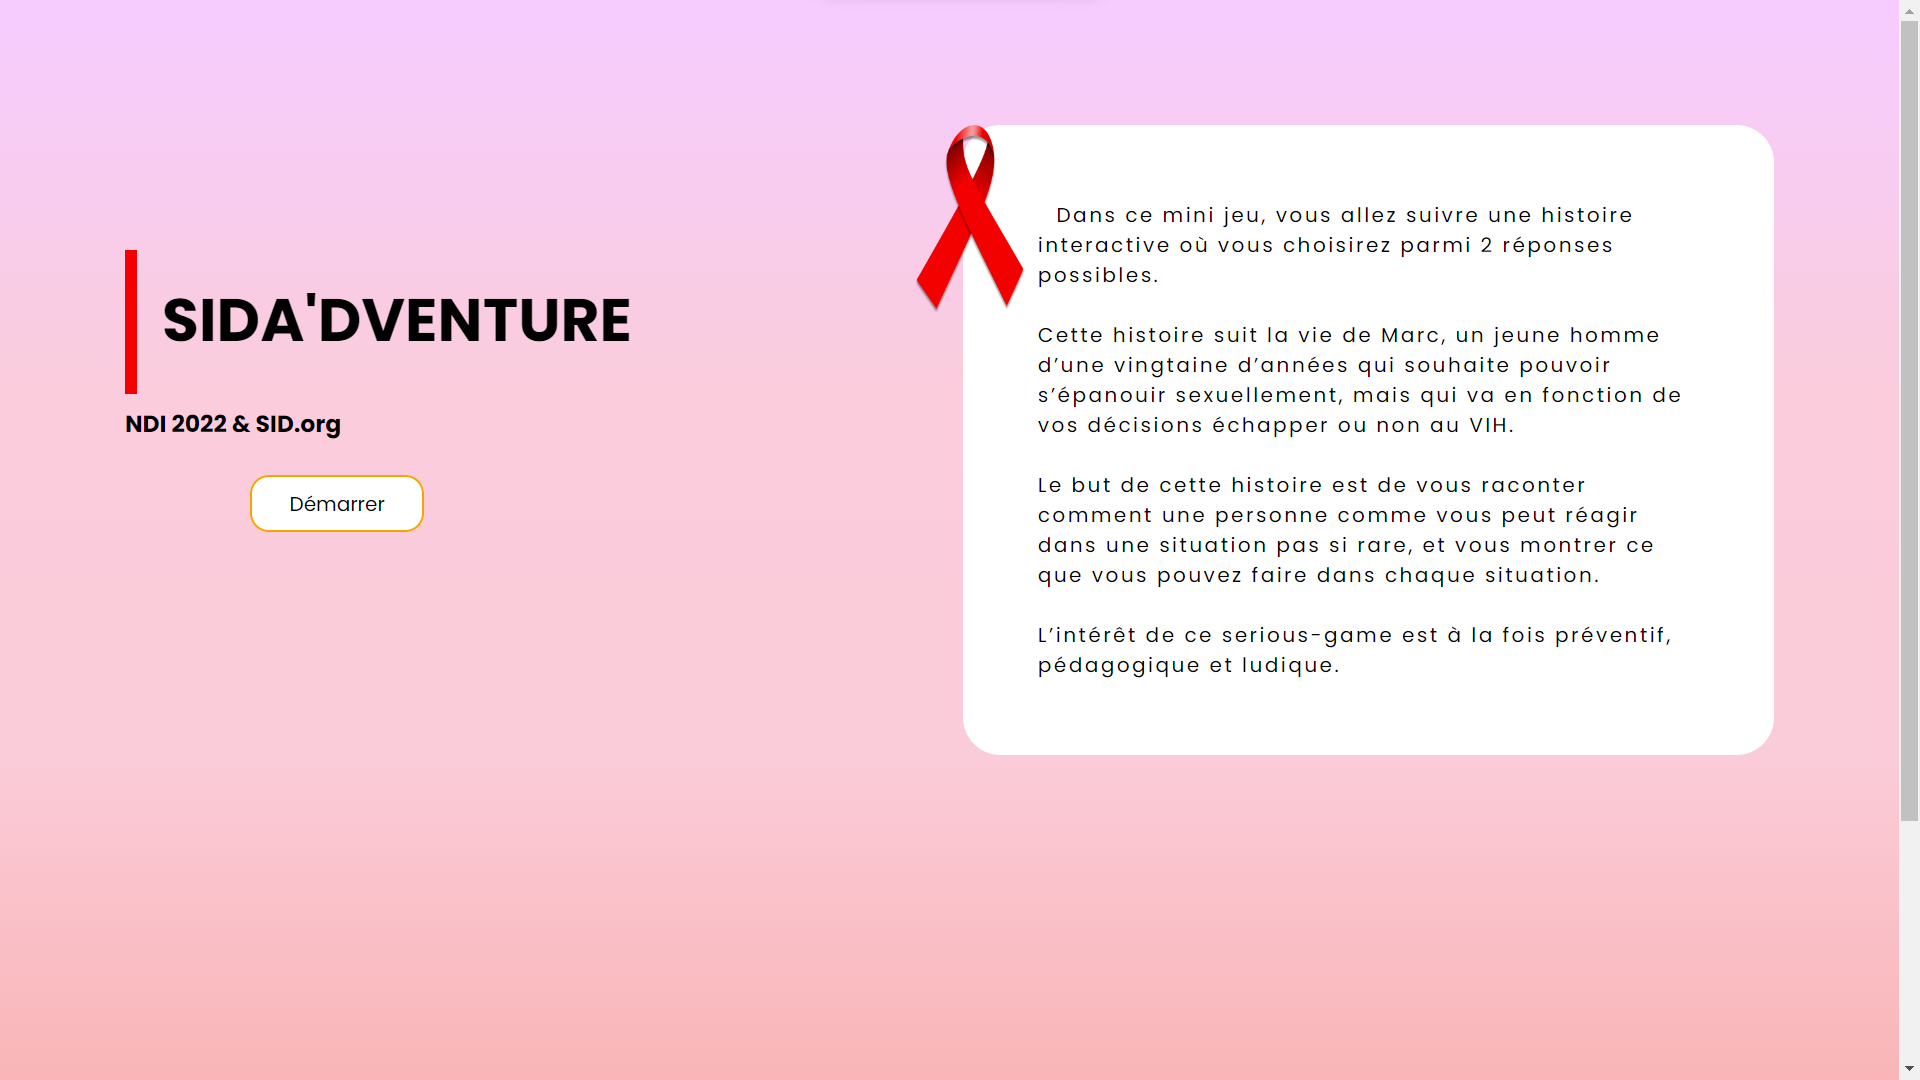 SIDA'DVENTURE
NDI 2022 & SID.org
Démarrer
Dans ce mini jeu, vous allez suivre une histoire
interactive où vous choisirez parmi 2 réponses
possibles.
Cette histoire suit la vie de Marc, un jeune homme
d’une vingtaine d’années qui souhaite pouvoir
s’épanouir sexuellement, mais qui va en fonction de
vos décisions échapper ou non au VIH.
Le but de cette histoire est de vous raconter
comment une personne comme vous peut réagir
dans une situation pas si rare, et vous montrer ce
que vous pouvez faire dans chaque situation.
L’intérêt de ce serious-game est à la fois préventif,
pédagogique et ludique.